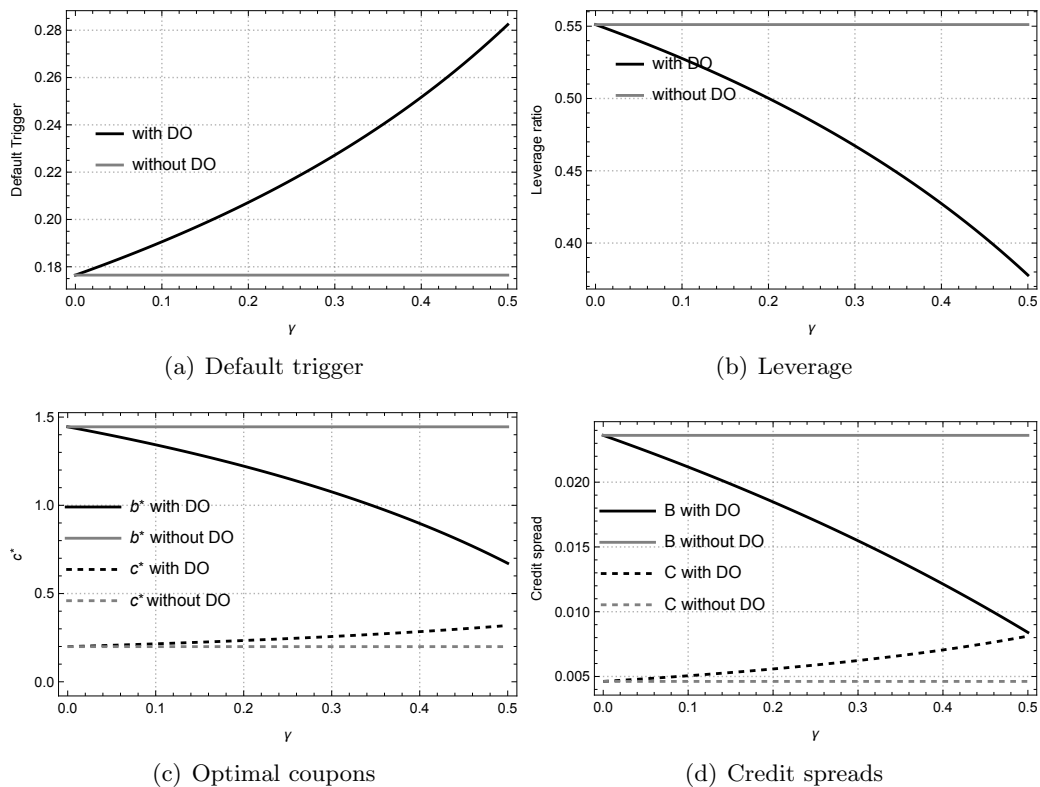 0.28
0.26
0.24
0.22
0.20
0.18
Default Trigger
with DO
without DO
0.0 0.1 0.2 0.3 0.4 0.5
γ
(a) Default trigger
0.55
0.50
0.45
0.40
Leverage ratio
with DO
without DO
0.0 0.1 0.2 0.3 0.4 0.5
γ
(b) Leverage
1.5
1.0
0.5
0.0
c*
b* with DO
b* without DO
c* with DO
c* without DO
0.0 0.1 0.2 0.3 0.4 0.5
γ
(c) Optimal coupons
0.020
0.015
0.010
0.005
Credit spread
B with DO
B without DO
C with DO
C without DO
0.0 0.1 0.2 0.3 0.4 0.5
γ
(d) Credit spreads